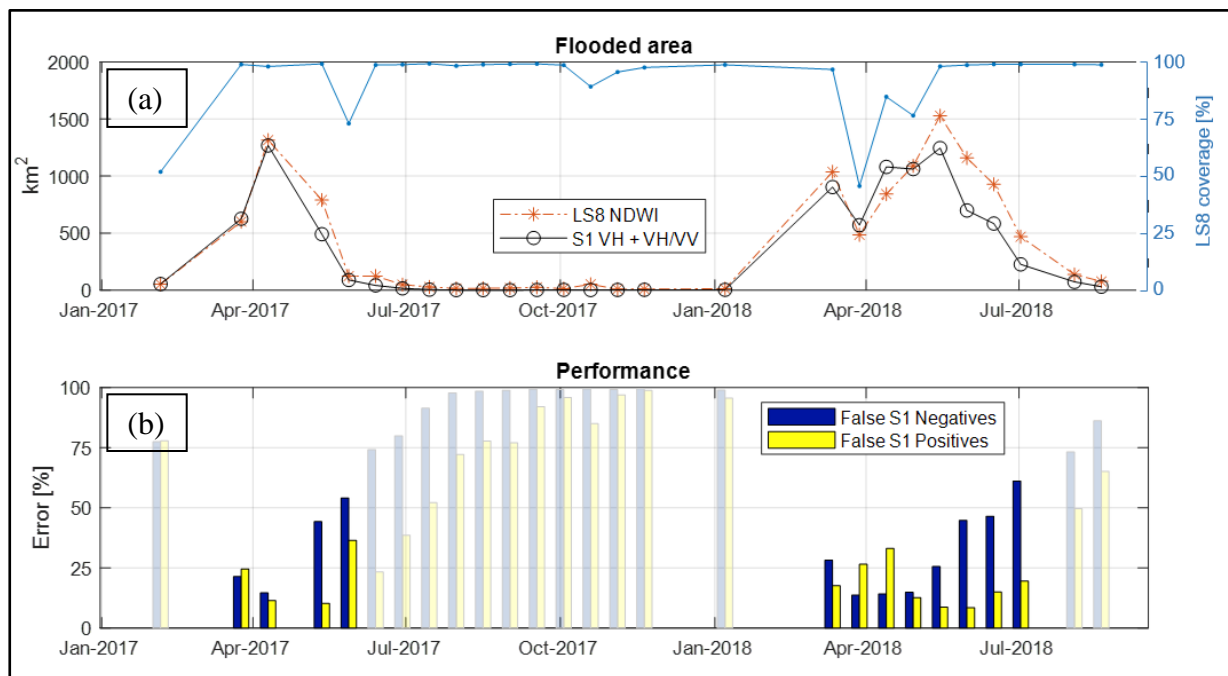 Flooded area
(a)
2000
1500
1000
500
0
km2
100
75
50
25
0
LS8 coverage [%]
LS8 NDWI
S1 VH + VH/VV
Jan-2017
Apr-2017
Jul-2017
Oct-2017
Jan-2018
Apr-2018
Jul-2018
Performance
(b)
100
75
50
25
0
Error [%]
False S1 Negatives
False S1 Positives
Jan-2017
Apr-2017
Jul-2017
Oct-2017
Jan-2018
Apr-2018
Jul-2018